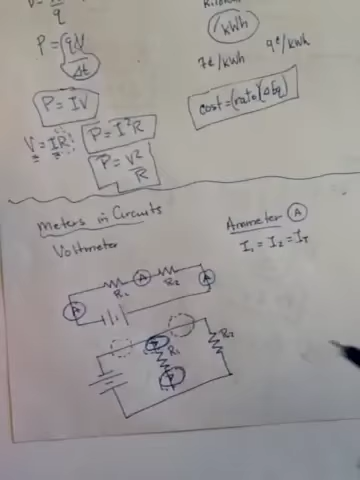 q
P = qV
Δt
P = IV
V = IR
P = I²R
P = V²
R
kWh
7¢/kWh 9¢/kWh
cost = (rate)(ΔEq)
Meters in Circuits
Voltmeter
Ammeter A
I₁ = I₂ = I_T
A
R₁
A
R₂
A
A
R₁
A
R₂